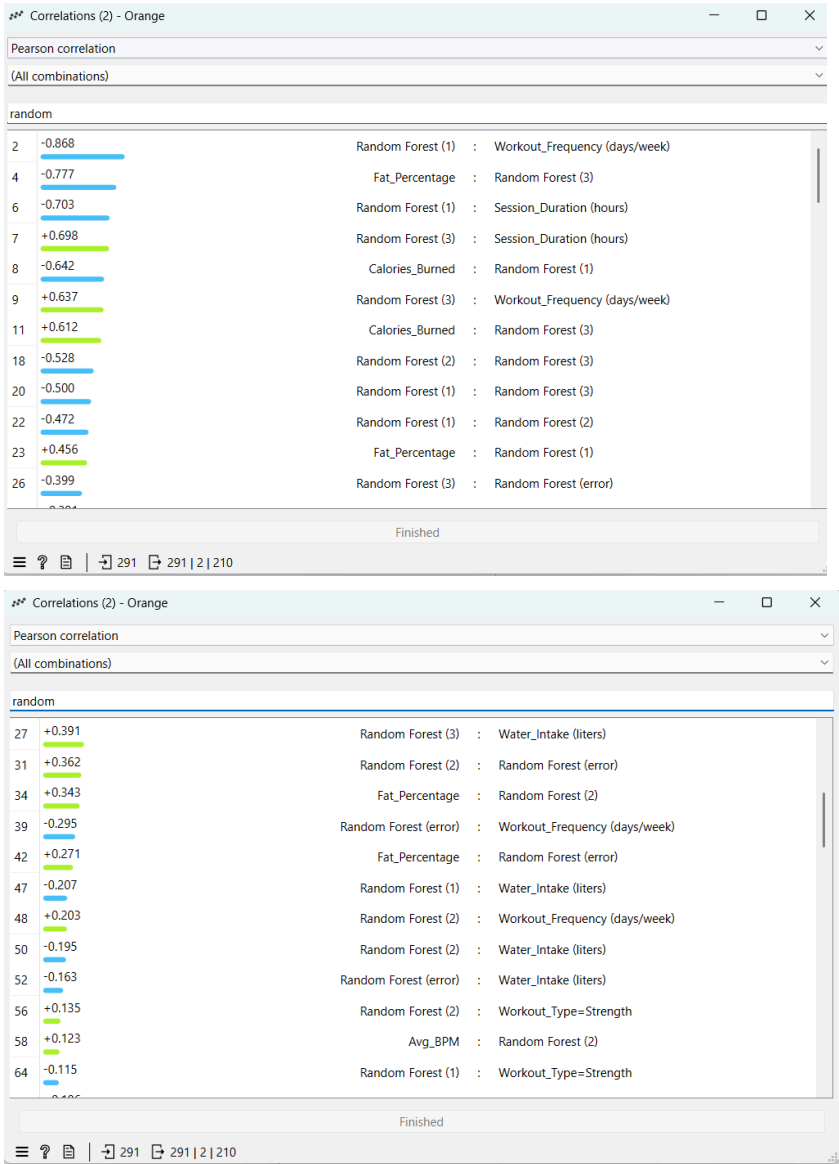 Correlations (2) - Orange
Pearson correlation
(All combinations)
random
2 -0.868 Random Forest (1) : Workout_Frequency (days/week)
4 -0.777 Fat_Percentage : Random Forest (3)
6 -0.703 Random Forest (1) : Session_Duration (hours)
7 +0.698 Random Forest (3) : Session_Duration (hours)
8 -0.642 Calories_Burned : Random Forest (1)
9 +0.637 Random Forest (3) : Workout_Frequency (days/week)
11 +0.612 Calories_Burned : Random Forest (3)
18 -0.528 Random Forest (2) : Random Forest (3)
20 -0.500 Random Forest (1) : Random Forest (3)
22 -0.472 Random Forest (1) : Random Forest (2)
23 +0.456 Fat_Percentage : Random Forest (1)
26 -0.399 Random Forest (3) : Random Forest (error)
Finished
291 291 | 2 | 210
Correlations (2) - Orange
Pearson correlation
(All combinations)
random
27 +0.391 Random Forest (3) : Water_Intake (liters)
31 +0.362 Random Forest (2) : Random Forest (error)
34 +0.343 Fat_Percentage : Random Forest (2)
39 -0.295 Random Forest (error) : Workout_Frequency (days/week)
42 +0.271 Fat_Percentage : Random Forest (error)
47 -0.207 Random Forest (1) : Water_Intake (liters)
48 +0.203 Random Forest (2) : Workout_Frequency (days/week)
50 -0.195 Random Forest (2) : Water_Intake (liters)
52 -0.163 Random Forest (error) : Water_Intake (liters)
56 +0.135 Random Forest (2) : Workout_Type=Strength
58 +0.123 Avg_BPM : Random Forest (2)
64 -0.115 Random Forest (1) : Workout_Type=Strength
Finished
291 291 | 2 | 210